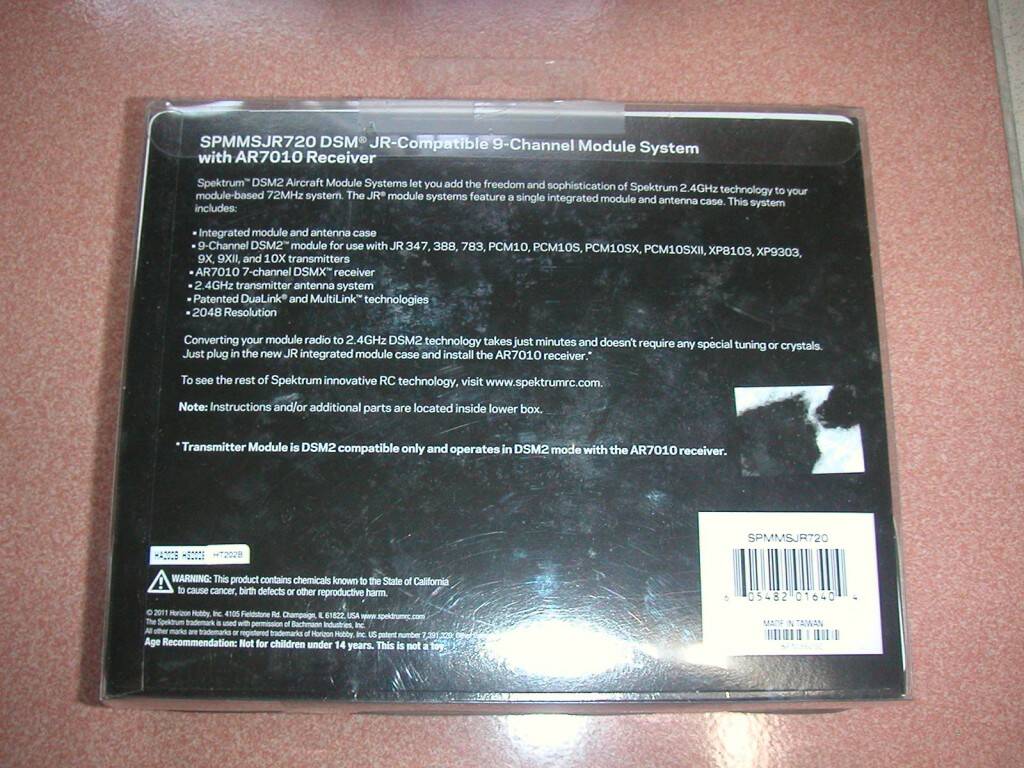 SPMMSJR720 DSM® JR-Compatible 9-Channel Module System
with AR7010 Receiver
Spektrum™ DSM2 Aircraft Module Systems let you add the freedom and sophistication of Spektrum 2.4GHz technology to your
module-based 72MHz system. The JR® module systems feature a single integrated module and antenna case. This system
includes:
▪ Integrated module and antenna case
▪ 9-Channel DSM2™ module for use with JR 347, 388, 783, PCM10, PCM10S, PCM10SX, PCM10SXII, XP8103, XP9303,
9X, 9XII, and 10X transmitters
▪ AR7010 7-channel DSMX™ receiver
▪ 2.4GHz transmitter antenna system
▪ Patented DuaLink® and MultiLink™ technologies
▪ 2048 Resolution
Converting your module radio to 2.4GHz DSM2 technology takes just minutes and doesn't require any special tuning or crystals.
Just plug in the new JR integrated module case and install the AR7010 receiver.*
To see the rest of Spektrum innovative RC technology, visit www.spektrumrc.com.
Note: Instructions and/or additional parts are located inside lower box.
* Transmitter Module is DSM2 compatible only and operates in DSM2 mode with the AR7010 receiver.
SPMMSJR720
6 05482 01640 4
MADE IN TAIWAN
HT202B
WARNING: This product contains chemicals known to the State of California
to cause cancer, birth defects or other reproductive harm.
© 2011 Horizon Hobby, Inc. 4105 Fieldstone Rd. Champaign, IL 61822, USA www.spektrumrc.com
The Spektrum trademark is used with permission of Bachmann Industries, Inc.
All other marks are trademarks or registered trademarks of Horizon Hobby, Inc. US patent number 7,391,320.
Age Recommendation: Not for children under 14 years. This is not a toy.